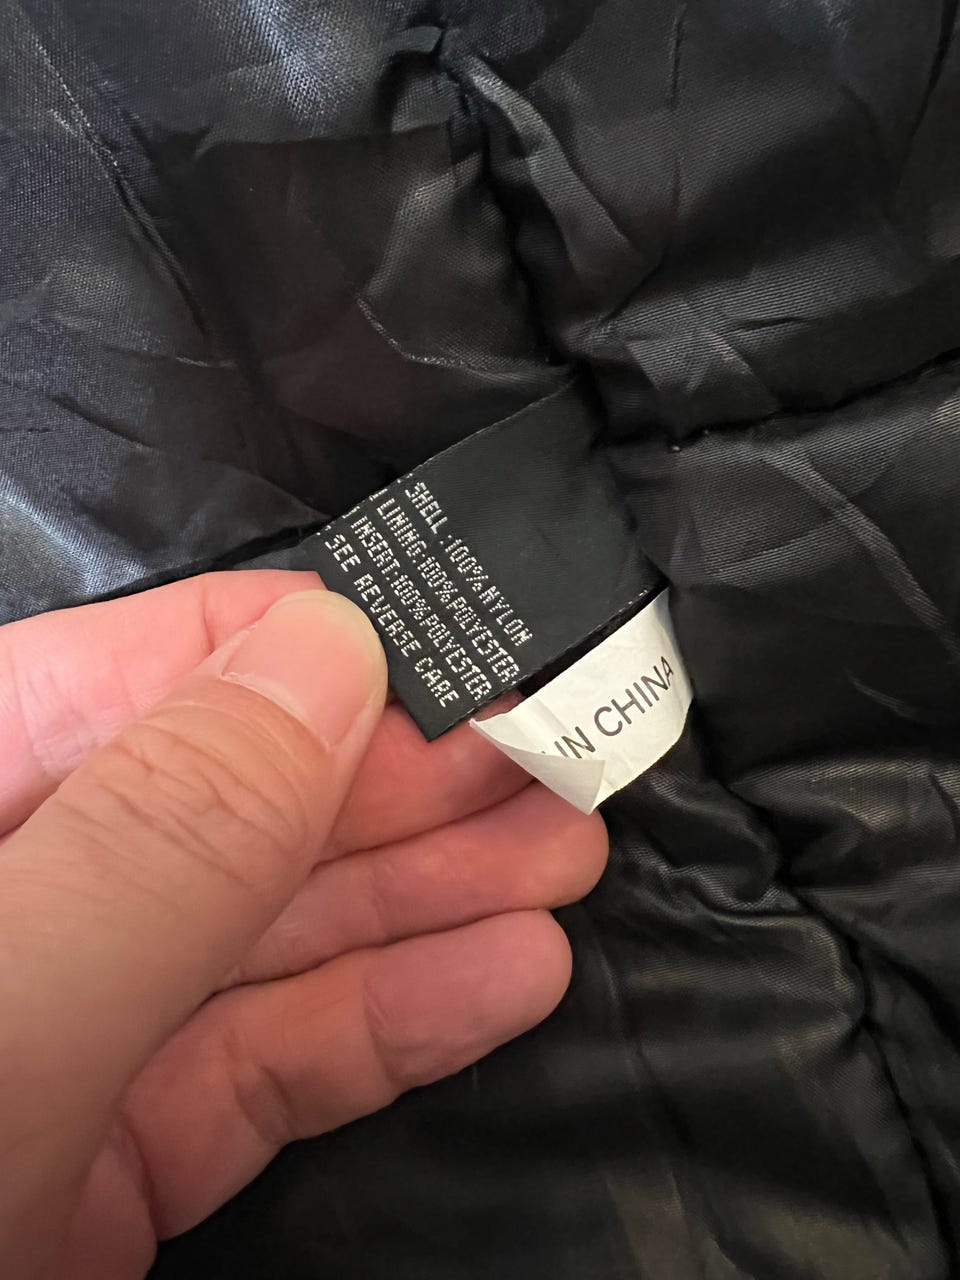 SHELL:100%NYLON
LINING:100%POLYESTER
INSERT:100%POLYESTER
SEE REVERSE CARE
IN CHINA